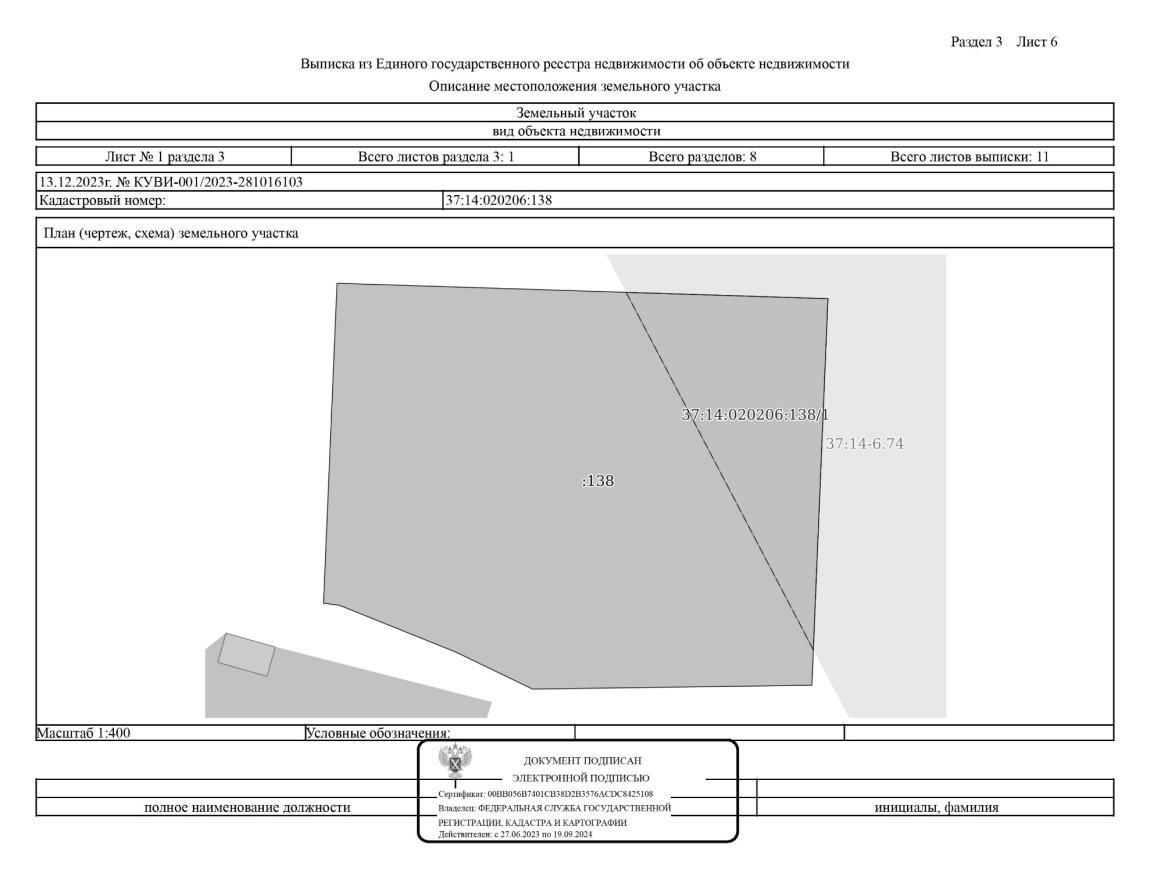 Раздел 3 Лист 6
Выписка из Единого государственного реестра недвижимости об объекте недвижимости
Описание местоположения земельного участка
Земельный участок
вид объекта недвижимости
Лист № 1 раздела 3 Всего листов раздела 3: 1 Всего разделов: 8 Всего листов выписки: 11
13.12.2023г. № КУВИ-001/2023-281016103
Кадастровый номер: 37:14:020206:138
План (чертеж, схема) земельного участка
37:14:020206:138/1
37:14-6.74
:138
Масштаб 1:400 Условные обозначения:
ДОКУМЕНТ ПОДПИСАН
ЭЛЕКТРОННОЙ ПОДПИСЬЮ
Сертификат: 00BB056B7401CB38D2B3576ACDC8425108
Владелец: ФЕДЕРАЛЬНАЯ СЛУЖБА ГОСУДАРСТВЕННОЙ
РЕГИСТРАЦИИ, КАДАСТРА И КАРТОГРАФИИ
Действителен: с 27.06.2023 по 19.09.2024
полное наименование должности инициалы, фамилия